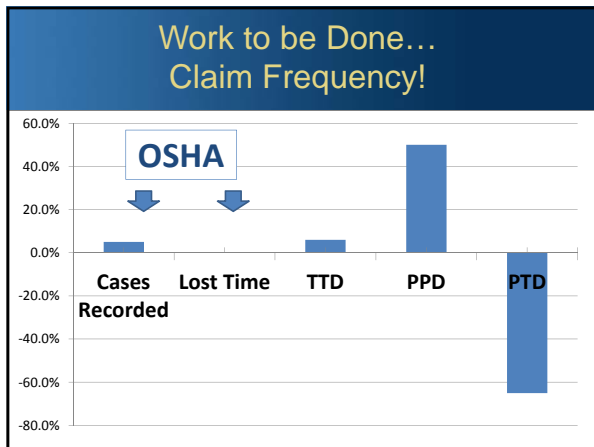 Work to be Done…
Claim Frequency!
60.0%
OSHA
40.0%
20.0%
0.0%
Cases Lost Time TTD PPD PTD
Recorded
-20.0%
-40.0%
-60.0%
-80.0%